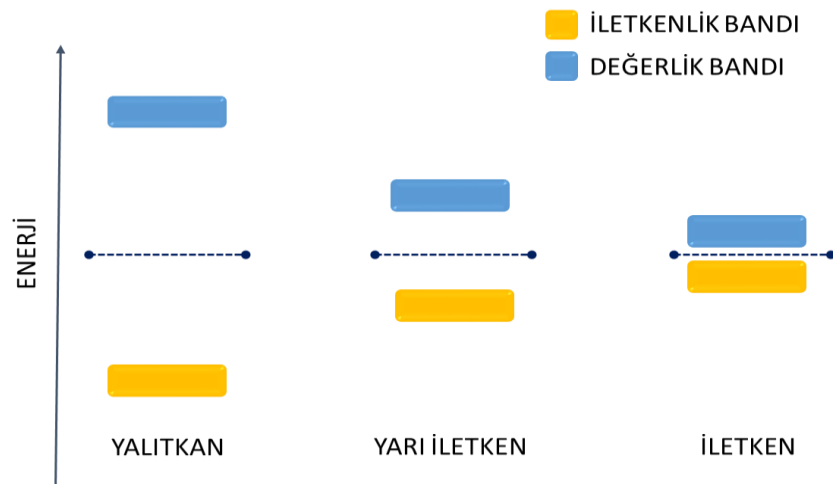 İLETKENLİK BANDI
DEĞERLİK BANDI
ENERJİ
YALITKAN
YARI İLETKEN
İLETKEN